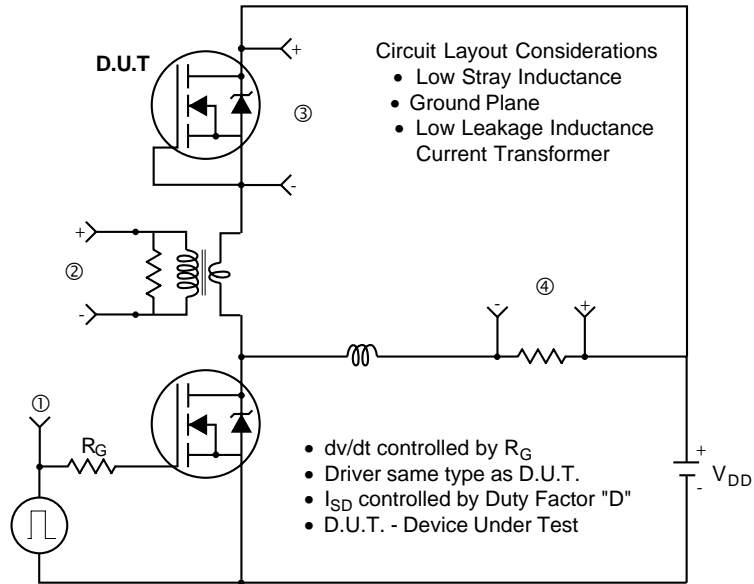 D.U.T
+
③
-
Circuit Layout Considerations
• Low Stray Inductance
• Ground Plane
• Low Leakage Inductance
Current Transformer
+
②
-
④
-
+
①
R_G
• dv/dt controlled by R_G
• Driver same type as D.U.T.
• I_SD controlled by Duty Factor "D"
• D.U.T. - Device Under Test
+
V_DD
-